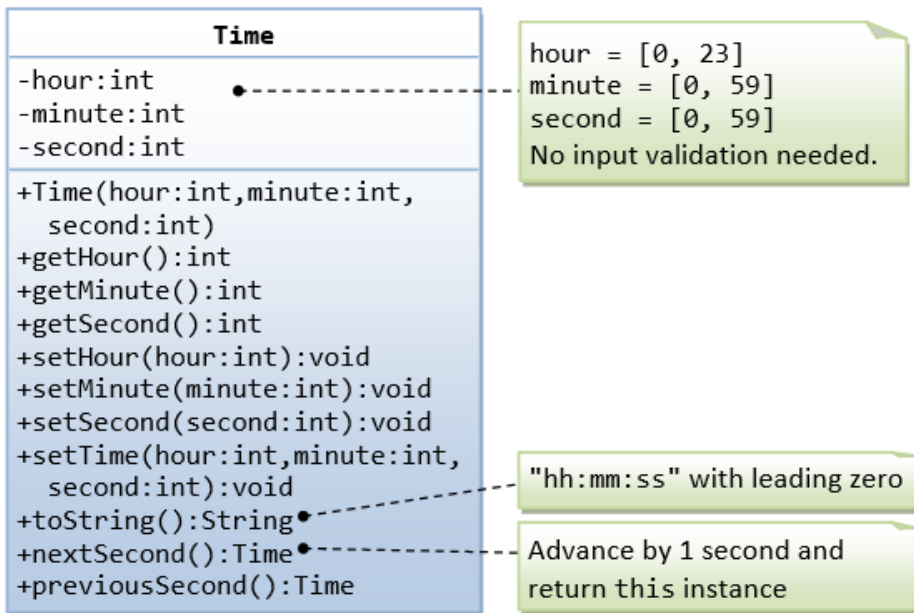 Time
-hour:int
-minute:int
-second:int
+Time(hour:int,minute:int,
second:int)
+getHour():int
+getMinute():int
+getSecond():int
+setHour(hour:int):void
+setMinute(minute:int):void
+setSecond(second:int):void
+setTime(hour:int,minute:int,
second:int):void
+toString():String
+nextSecond():Time
+previousSecond():Time
hour = [0, 23]
minute = [0, 59]
second = [0, 59]
No input validation needed.
"hh:mm:ss" with leading zero
Advance by 1 second and
return this instance